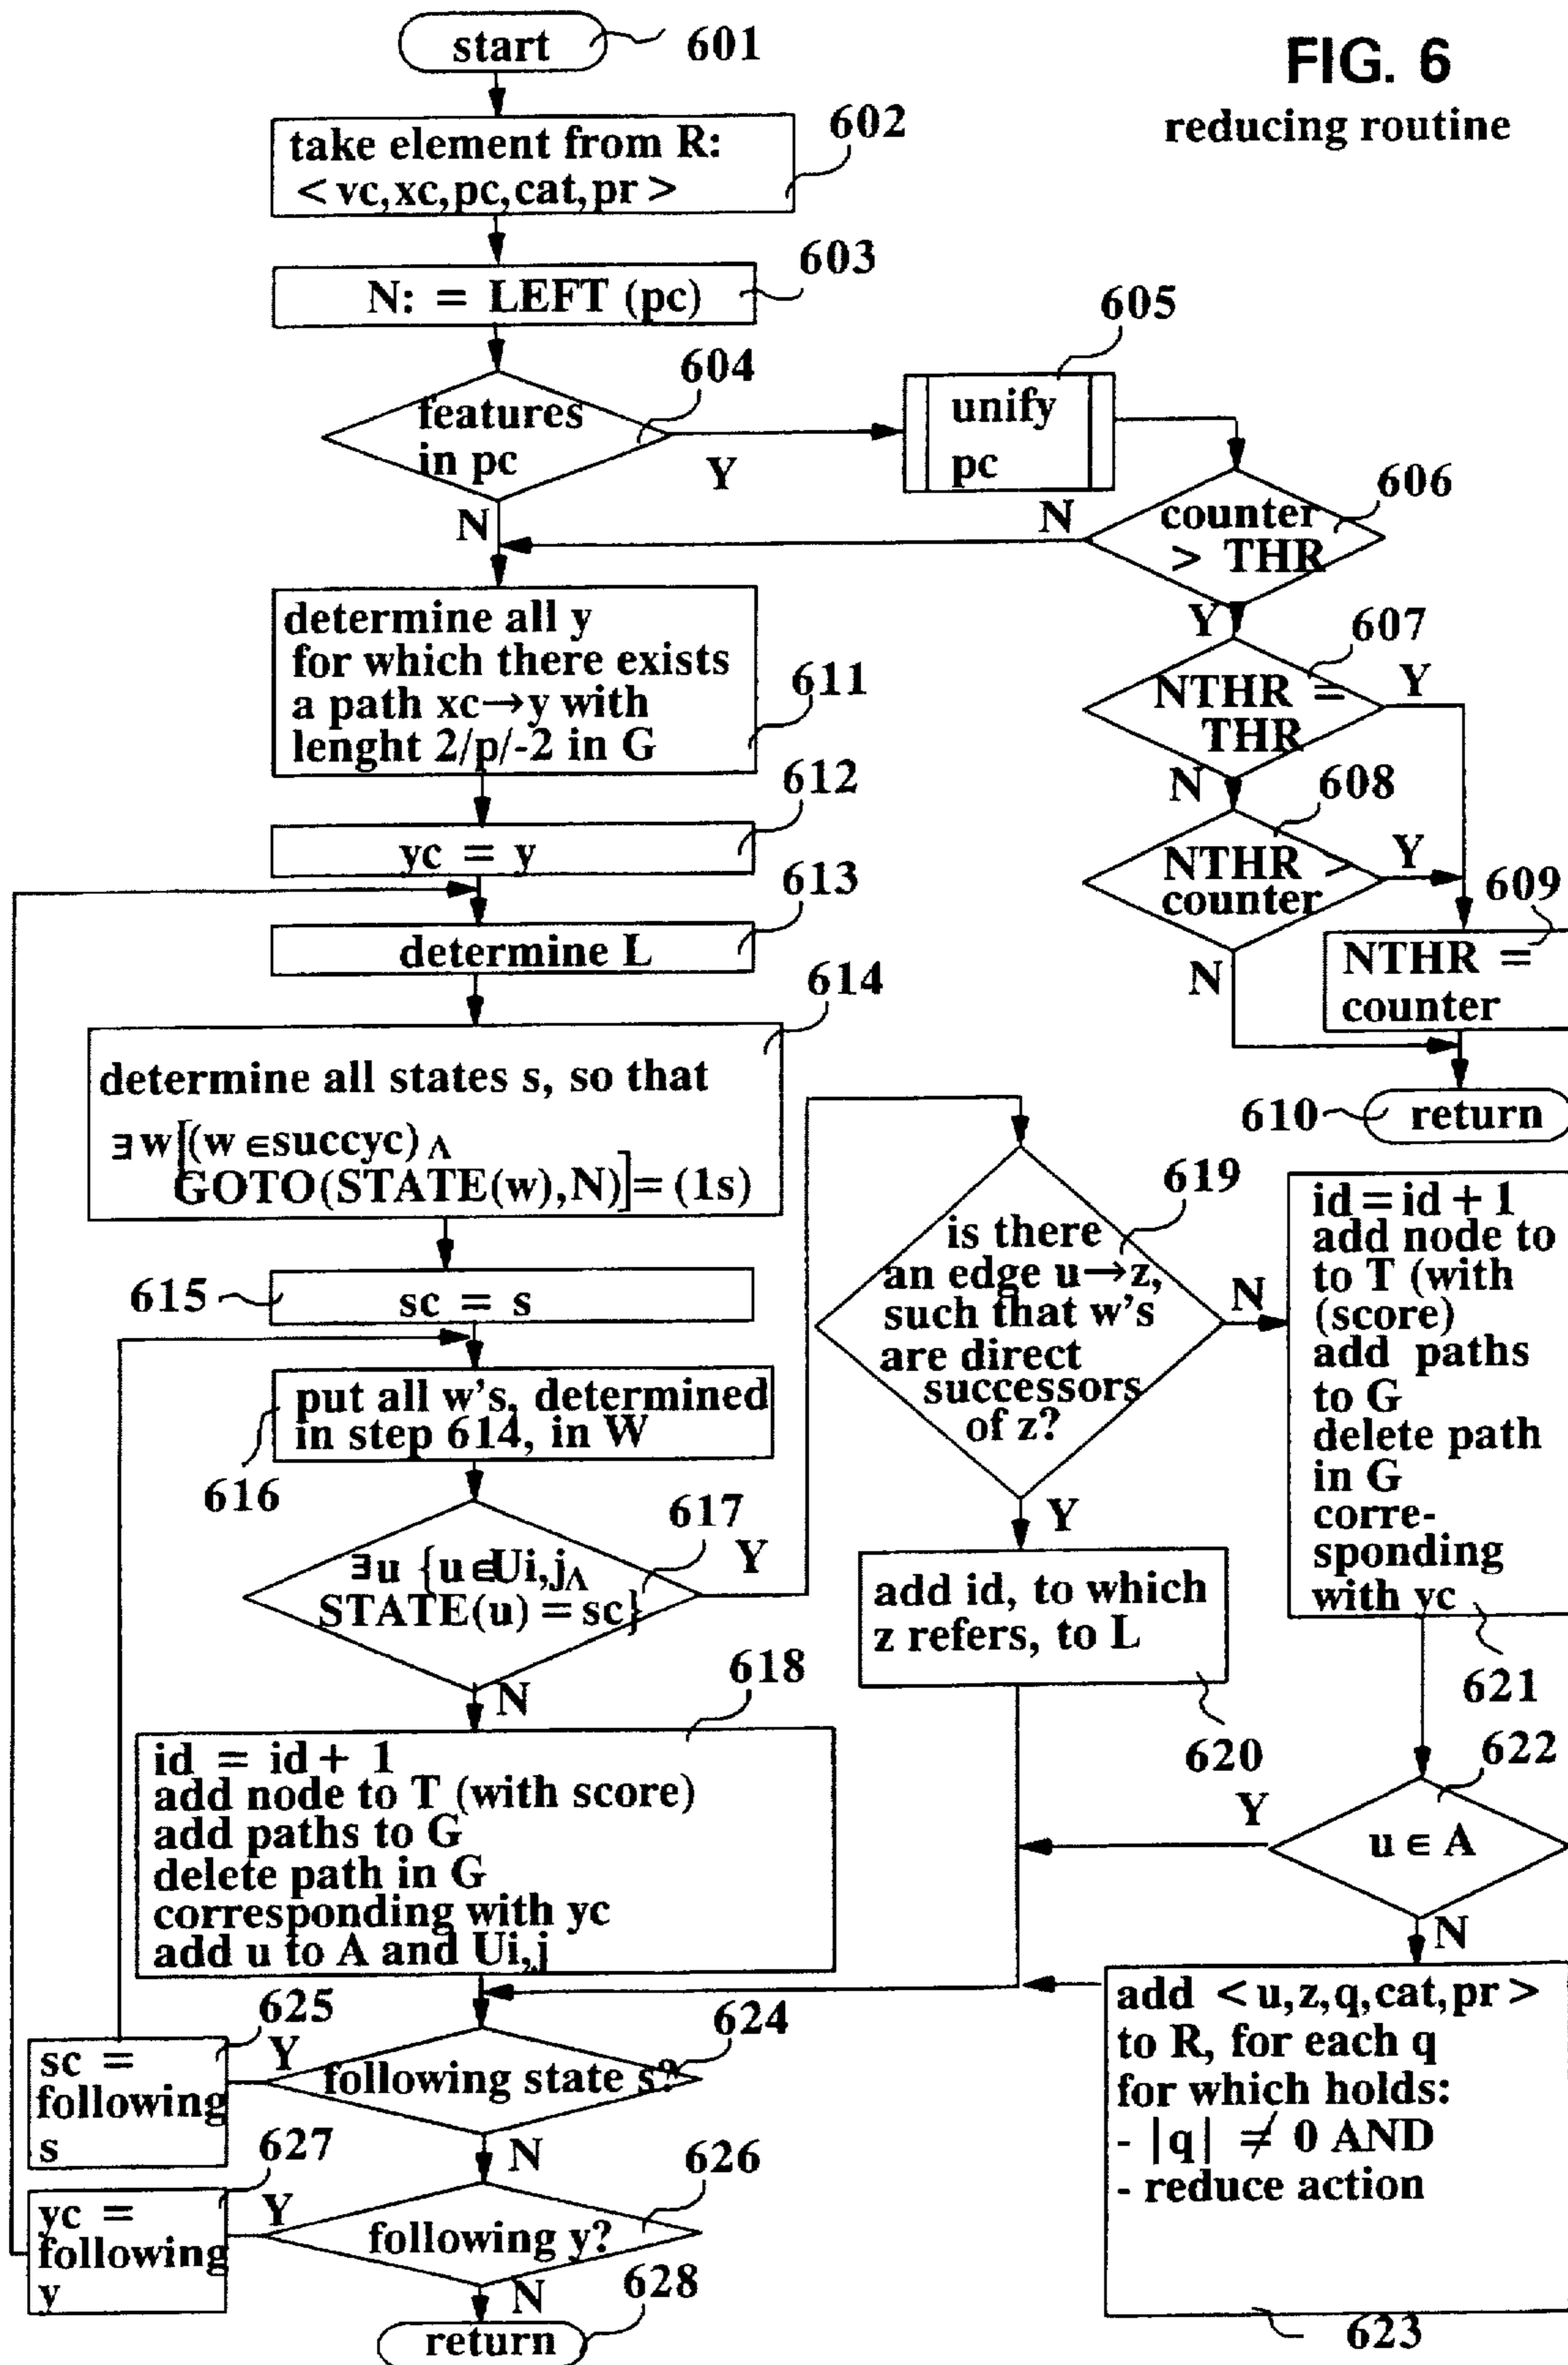 FIG. 6
reducing routine
start
601
take element from R:
< vc,xc,pc,cat,pr >
602
N: = LEFT (pc)
603
features
in pc
604
Y
N
unify
pc
605
counter
> THR
606
N
Y
NTHR =
THR
607
Y
N
NTHR >
counter
608
Y
N
NTHR =
counter
609
return
610
determine all y
for which there exists
a path xc→y with
lenght 2/p/-2 in G
611
yc = y
612
determine L
613
determine all states s, so that
∃w[(w∈succyc)∧
GOTO(STATE(w),N)]=(1s)
614
sc = s
615
put all w's, determined
in step 614, in W
616
∃u {u∈Ui,j∧
STATE(u)=sc}
617
Y
N
id = id+ 1
add node to T (with score)
add paths to G
delete path in G
corresponding with yc
add u to A and Ui,j
618
is there
an edge u→z,
such that w's
are direct
successors
of z?
619
N
Y
add id, to which
z refers, to L
620
id=id+1
add node to
to T (with
(score)
add paths
to G
delete path
in G
corre-
sponding
with yc
621
u∈A
622
Y
N
add <u,z,q,cat,pr>
to R, for each q
for which holds:
- |q| ≠ 0 AND
- reduce action
623
following state s?
624
Y
N
sc =
following
s
625
following y?
626
Y
N
yc =
following
y
627
return
628